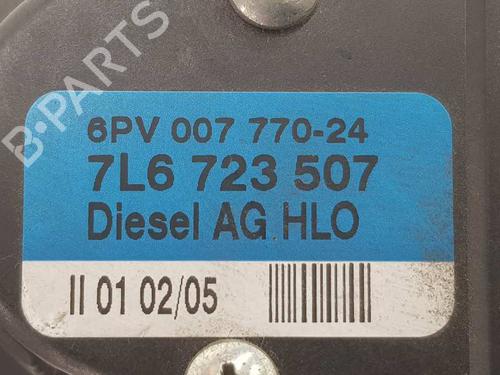 B-PARTS
6PV 007 770-24
7L6 723 507
Diesel AG HLO
II 01 02/05